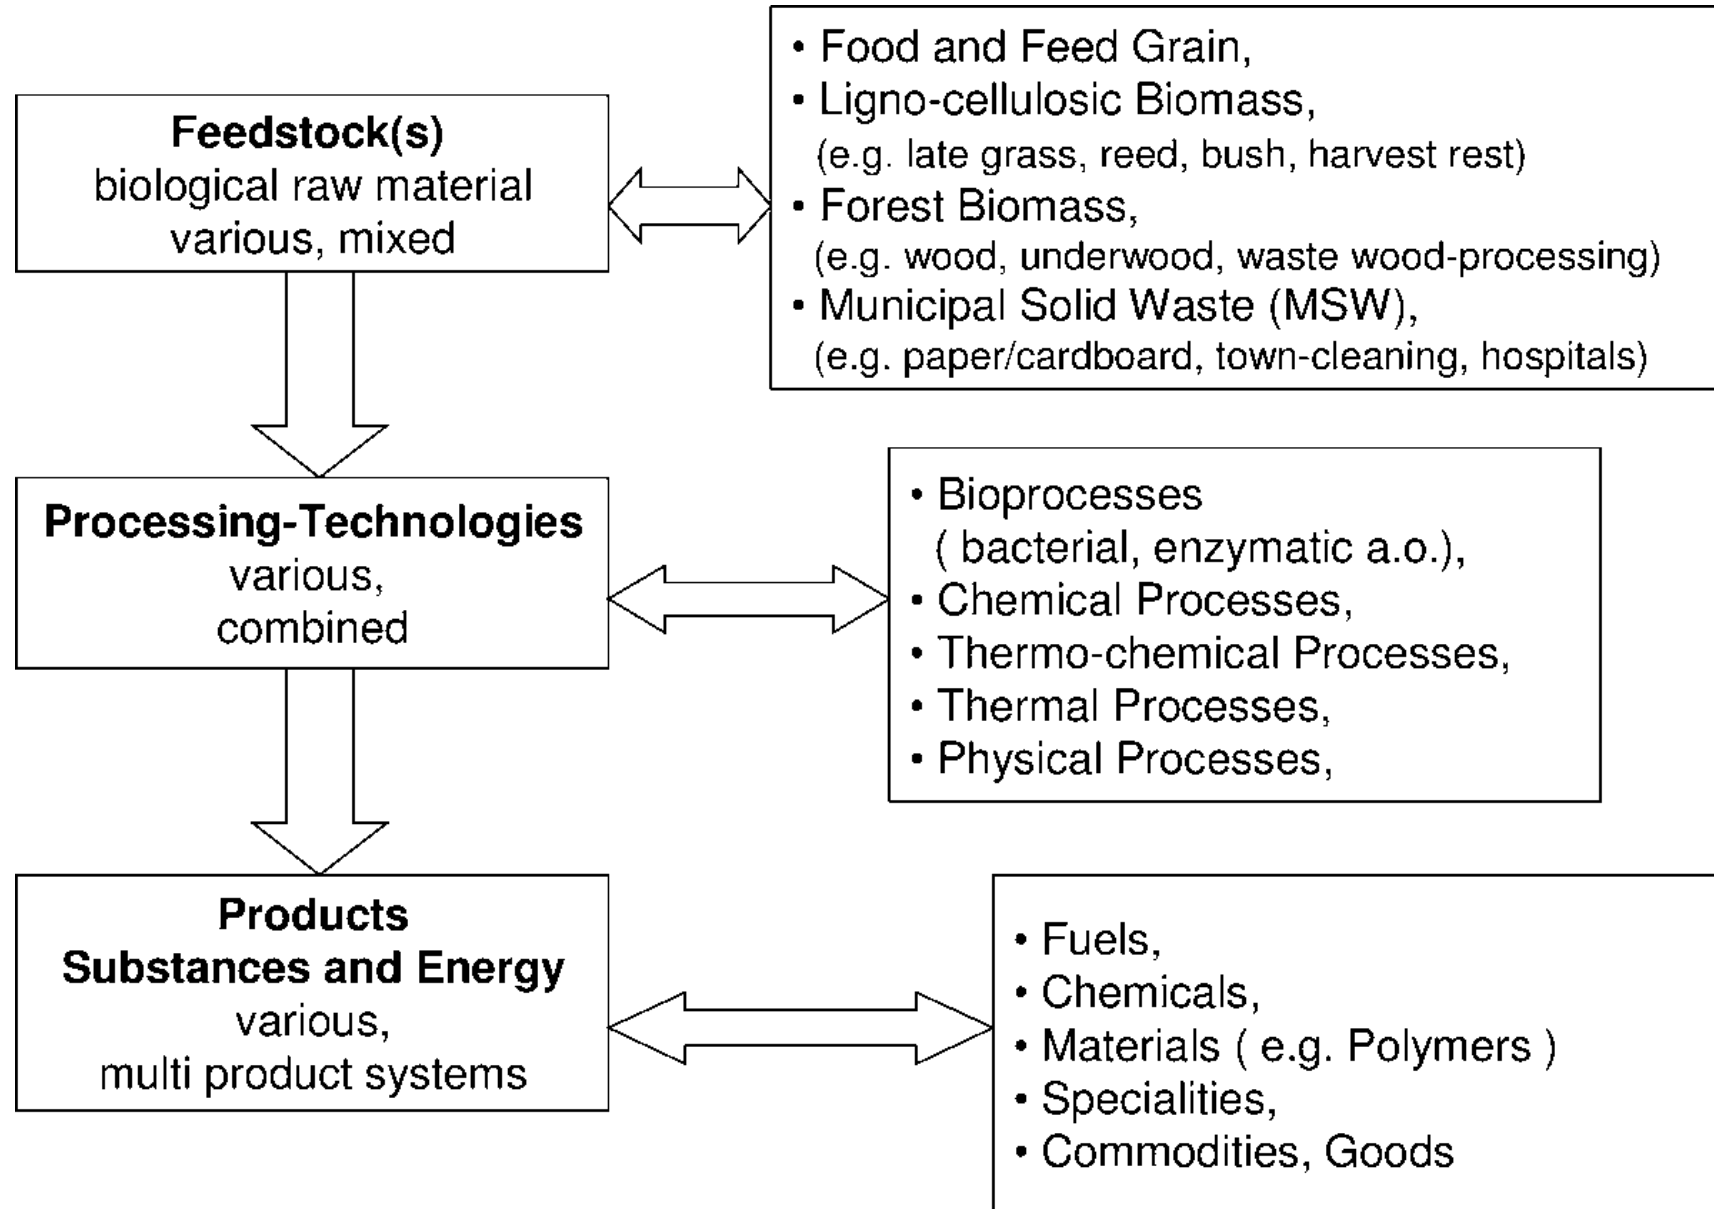 Feedstock(s)
biological raw material
various, mixed
• Food and Feed Grain,
• Ligno-cellulosic Biomass,
(e.g. late grass, reed, bush, harvest rest)
• Forest Biomass,
(e.g. wood, underwood, waste wood-processing)
• Municipal Solid Waste (MSW),
(e.g. paper/cardboard, town-cleaning, hospitals)
Processing-Technologies
various,
combined
• Bioprocesses
( bacterial, enzymatic a.o.),
• Chemical Processes,
• Thermo-chemical Processes,
• Thermal Processes,
• Physical Processes,
Products
Substances and Energy
various,
multi product systems
• Fuels,
• Chemicals,
• Materials ( e.g. Polymers )
• Specialities,
• Commodities, Goods